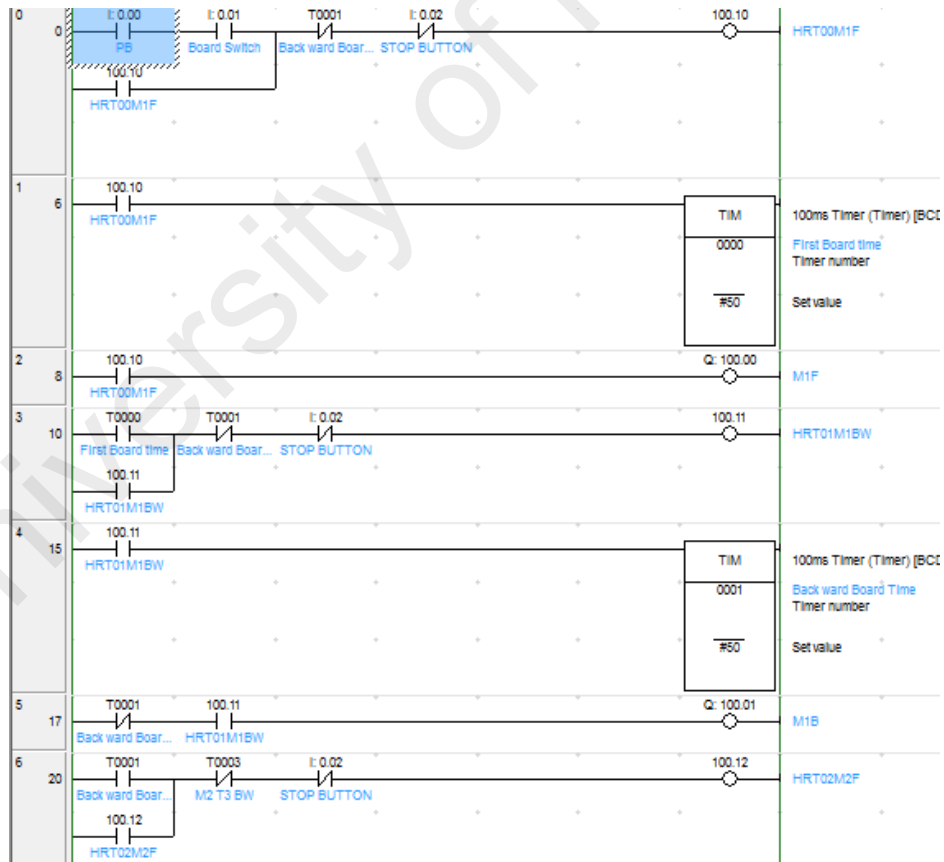 0
0
I: 0.00
I: 0.01
T0001
I: 0.02
100.10
HRT00M1F
PB
Board Switch
Back ward Boar...
STOP BUTTON
100.10
HRT00M1F
1
6
100.10
HRT00M1F
TIM
100ms Timer (Timer) [BCD
0000
First Board time
Timer number
#50
Set value
2
8
100.10
Q: 100.00
M1F
HRT00M1F
3
10
T0000
T0001
I: 0.02
100.11
HRT01M1BW
First Board time
Back ward Boar...
STOP BUTTON
100.11
HRT01M1BW
4
15
100.11
HRT01M1BW
TIM
100ms Timer (Timer) [BCD
0001
Back ward Board Time
Timer number
#50
Set value
5
17
T0001
100.11
Q: 100.01
M1B
Back ward Boar...
HRT01M1BW
6
20
T0001
T0003
I: 0.02
100.12
HRT02M2F
Back ward Boar...
M2 T3 BW
STOP BUTTON
100.12
HRT02M2F
niversity of